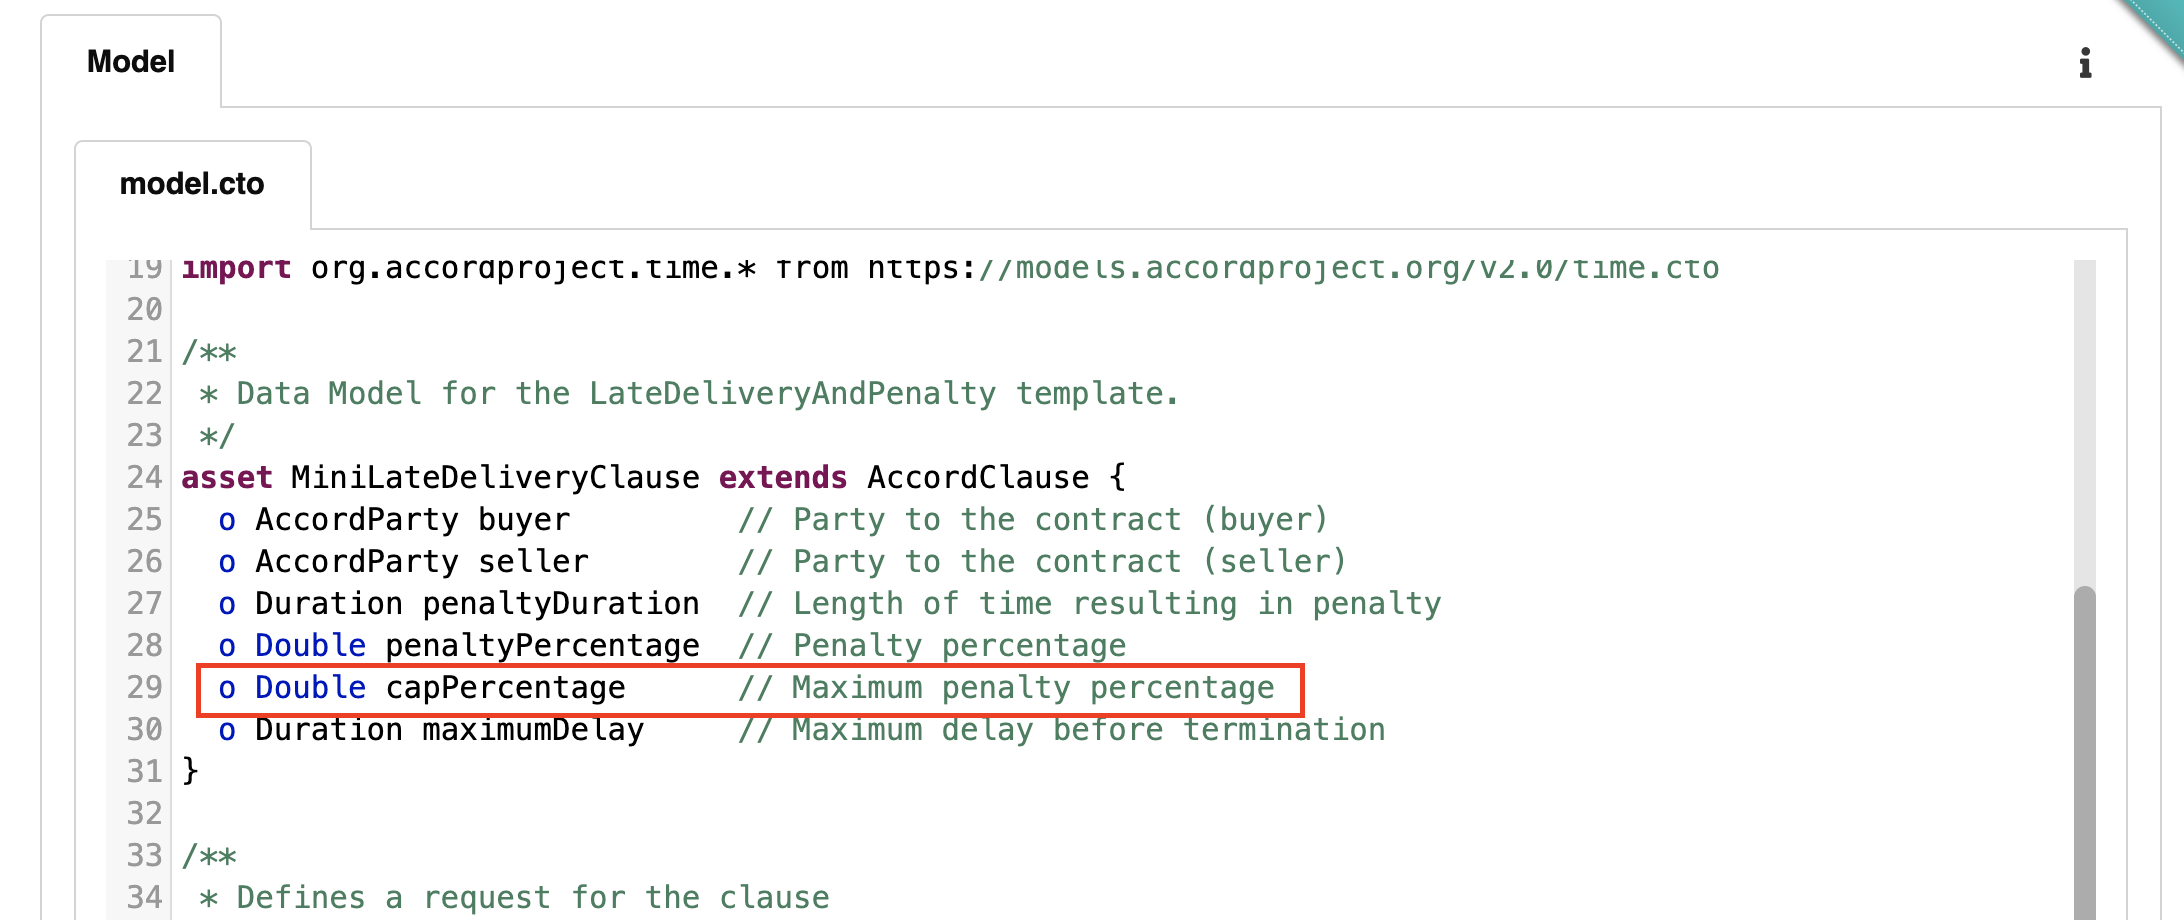 Model
model.cto
19 import org.accordproject.time.* from https://models.accordproject.org/v2.0/time.cto
20
21 /**
22  * Data Model for the LateDeliveryAndPenalty template.
23  */
24 asset MiniLateDeliveryClause extends AccordClause {
25   o AccordParty buyer         // Party to the contract (buyer)
26   o AccordParty seller        // Party to the contract (seller)
27   o Duration penaltyDuration  // Length of time resulting in penalty
28   o Double penaltyPercentage  // Penalty percentage
29   o Double capPercentage      // Maximum penalty percentage
30   o Duration maximumDelay     // Maximum delay before termination
31 }
32
33 /**
34  * Defines a request for the clause